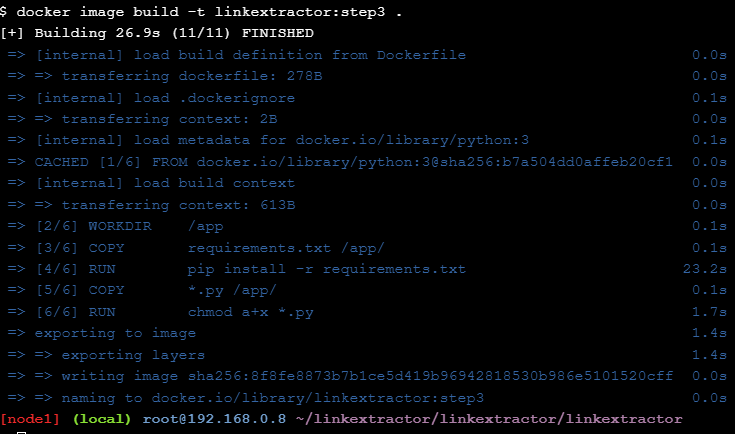 $ docker image build -t linkextractor:step3 .
[+] Building 26.9s (11/11) FINISHED
=> [internal] load build definition from Dockerfile 0.0s
=> => transferring dockerfile: 278B 0.0s
=> [internal] load .dockerignore 0.1s
=> => transferring context: 2B 0.0s
=> [internal] load metadata for docker.io/library/python:3 0.1s
=> CACHED [1/6] FROM docker.io/library/python:3@sha256:b7a504dd0affeb20cf1 0.0s
=> [internal] load build context 0.0s
=> => transferring context: 613B 0.0s
=> [2/6] WORKDIR /app 0.1s
=> [3/6] COPY requirements.txt /app/ 0.1s
=> [4/6] RUN pip install -r requirements.txt 23.2s
=> [5/6] COPY *.py /app/ 0.1s
=> [6/6] RUN chmod a+x *.py 1.7s
=> exporting to image 1.4s
=> => exporting layers 1.4s
=> => writing image sha256:8f8fe8873b7b1ce5d419b96942818530b986e5101520cff 0.0s
=> => naming to docker.io/library/linkextractor:step3 0.0s
[node1] (local) root@192.168.0.8 ~/linkextractor/linkextractor/linkextractor